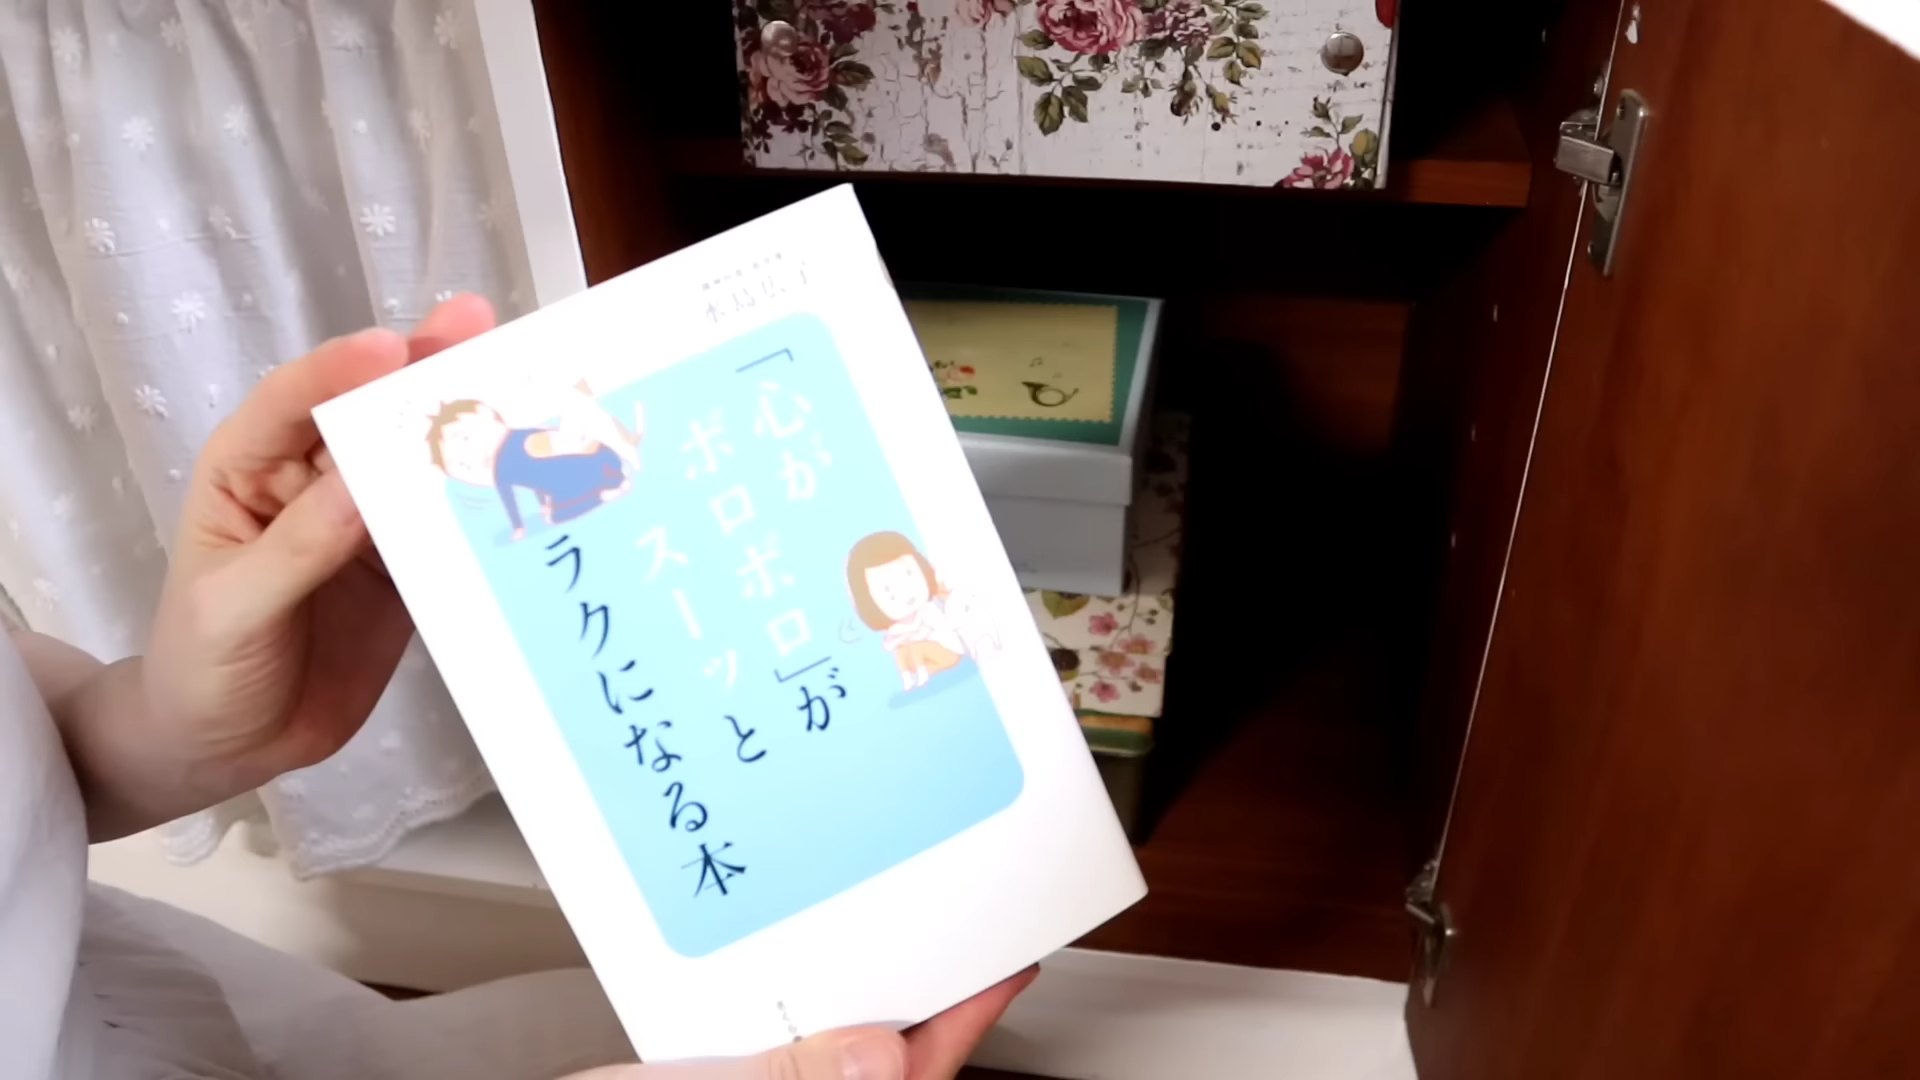 水島広子
「心が
ボロボロ」が
スーッと
ラクになる本